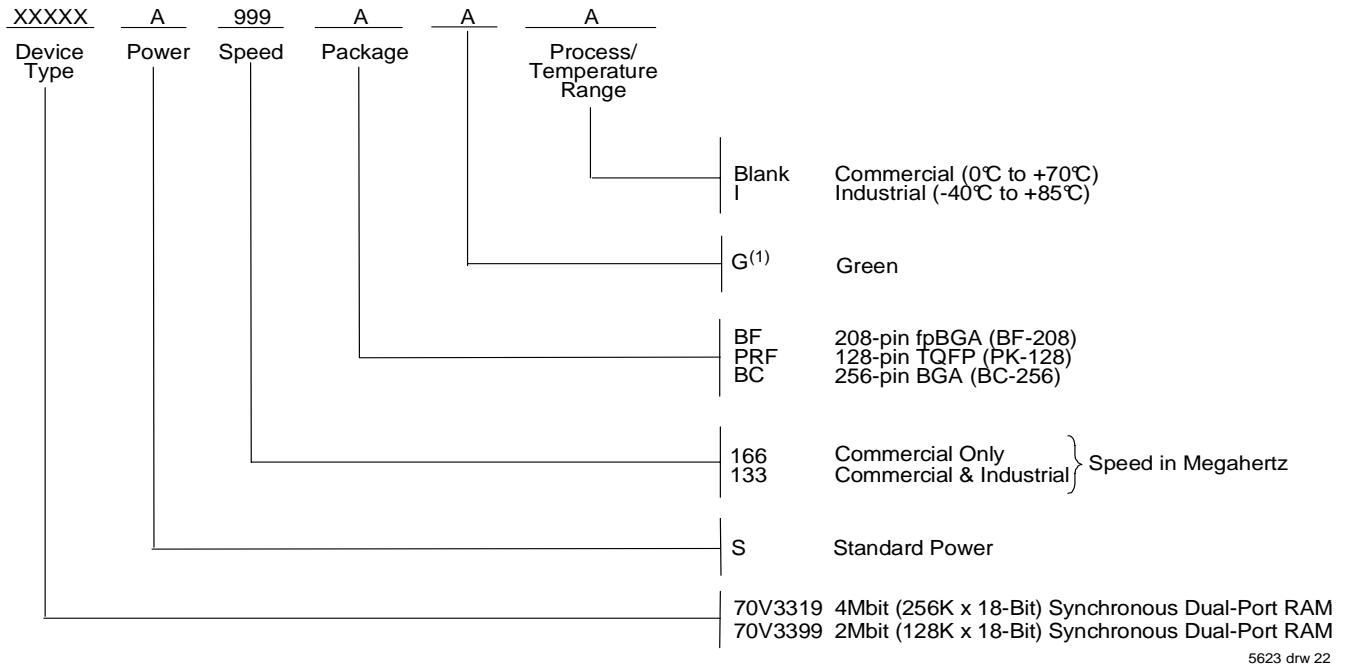 XXXXX A 999 A A A
Device Type Power Speed Package Process/ Temperature Range
Blank Commercial (0℃ to +70℃)
I Industrial (-40℃ to +85℃)
G(1) Green
BF 208-pin fpBGA (BF-208)
PRF 128-pin TQFP (PK-128)
BC 256-pin BGA (BC-256)
166 Commercial Only
133 Commercial & Industrial
Speed in Megahertz
S Standard Power
70V3319 4Mbit (256K x 18-Bit) Synchronous Dual-Port RAM
70V3399 2Mbit (128K x 18-Bit) Synchronous Dual-Port RAM
5623 drw 22